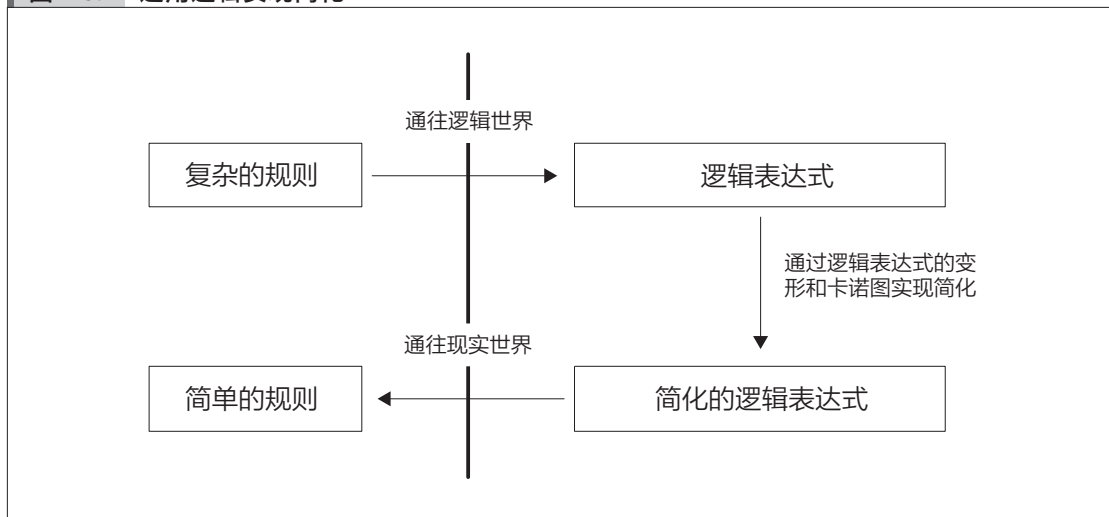 通往逻辑世界
复杂的规则
逻辑表达式
通过逻辑表达式的变
形和卡诺图实现简化
通往现实世界
简单的规则
简化的逻辑表达式